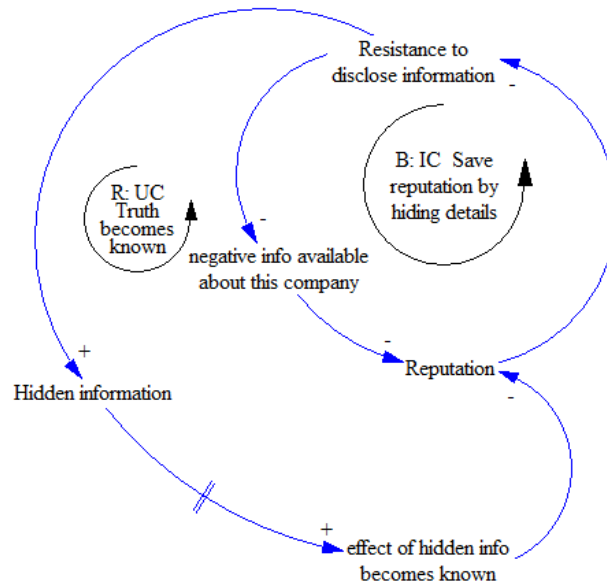 Resistance to
disclose information
-
B: IC Save
reputation by
hiding details
R: UC
Truth
becomes
known
-
negative info available
about this company
-
Reputation
-
+
Hidden information
+
effect of hidden info
becomes known